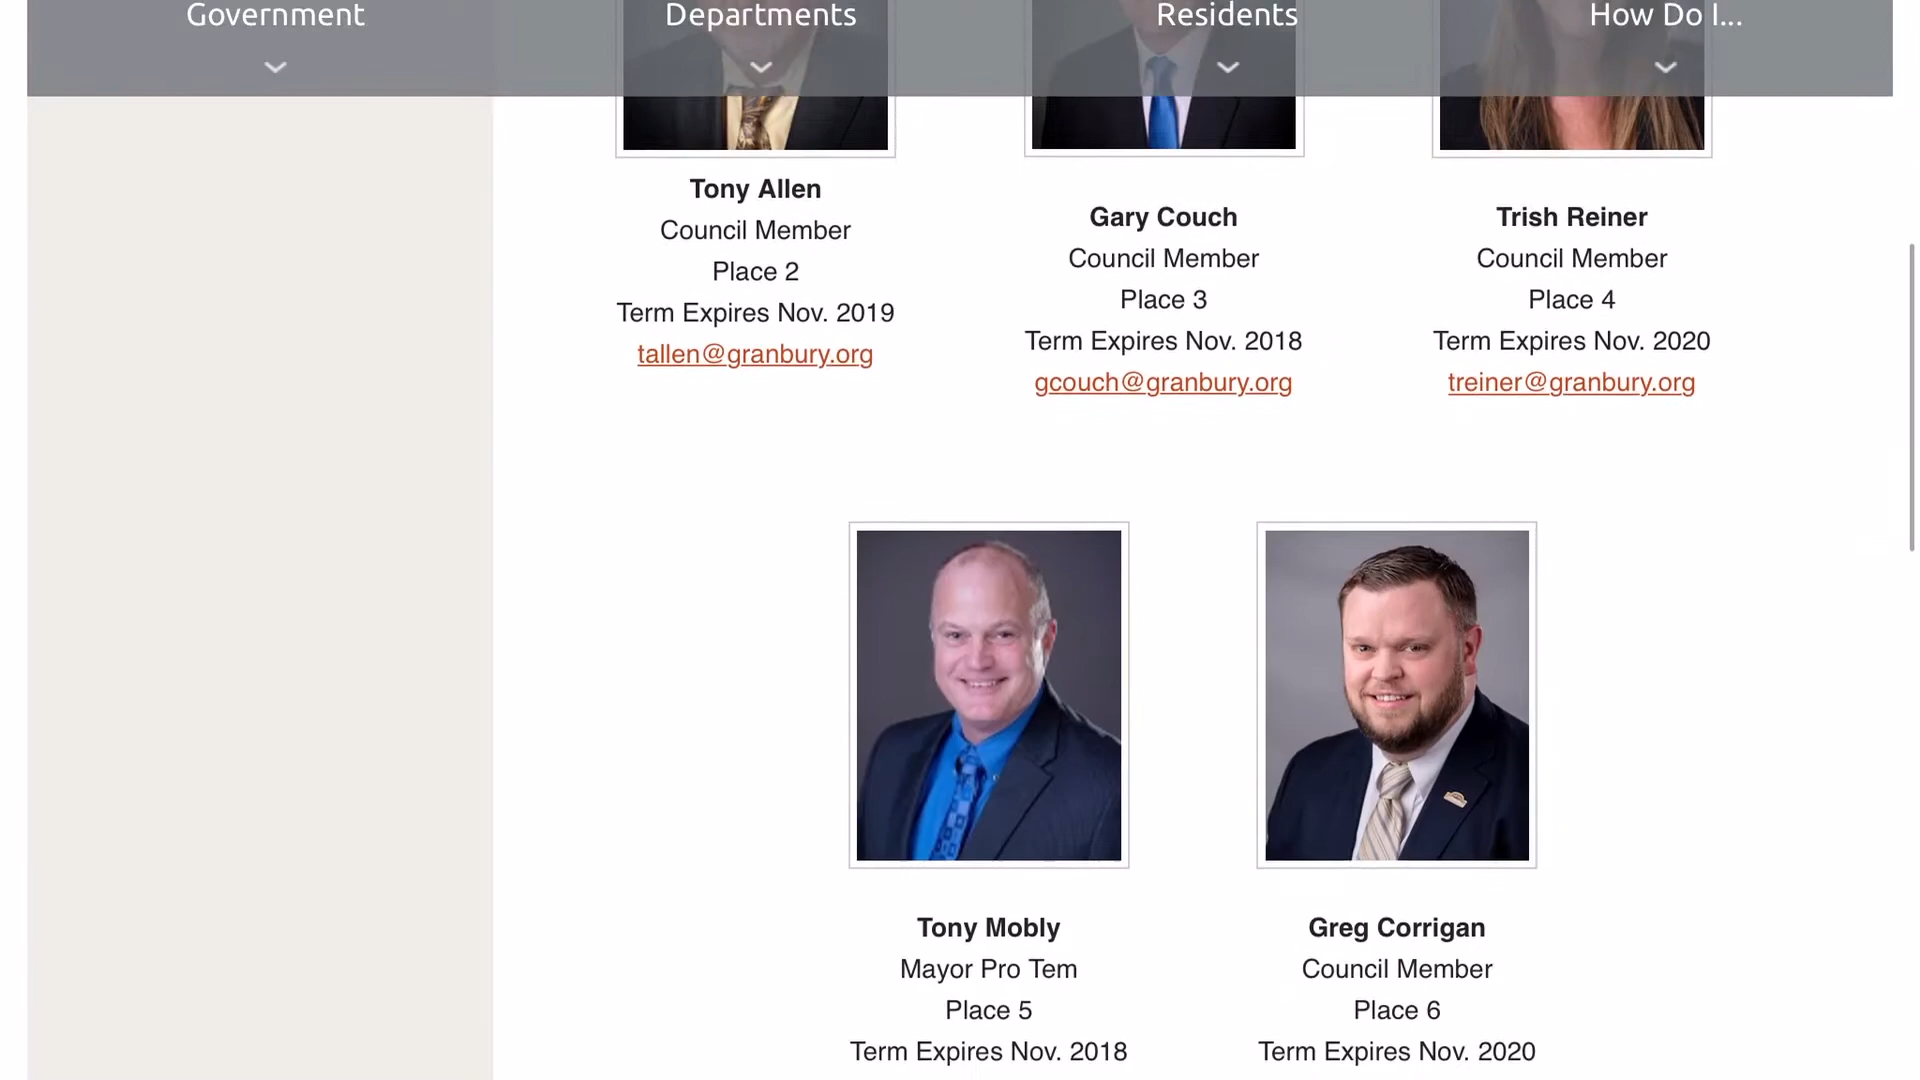 Government
Departments
Residents
How Do I...
Tony Allen
Council Member
Place 2
Term Expires Nov. 2019
tallen@granbury.org
Gary Couch
Council Member
Place 3
Term Expires Nov. 2018
gcouch@granbury.org
Trish Reiner
Council Member
Place 4
Term Expires Nov. 2020
treiner@granbury.org
Tony Mobly
Mayor Pro Tem
Place 5
Term Expires Nov. 2018
Greg Corrigan
Council Member
Place 6
Term Expires Nov. 2020